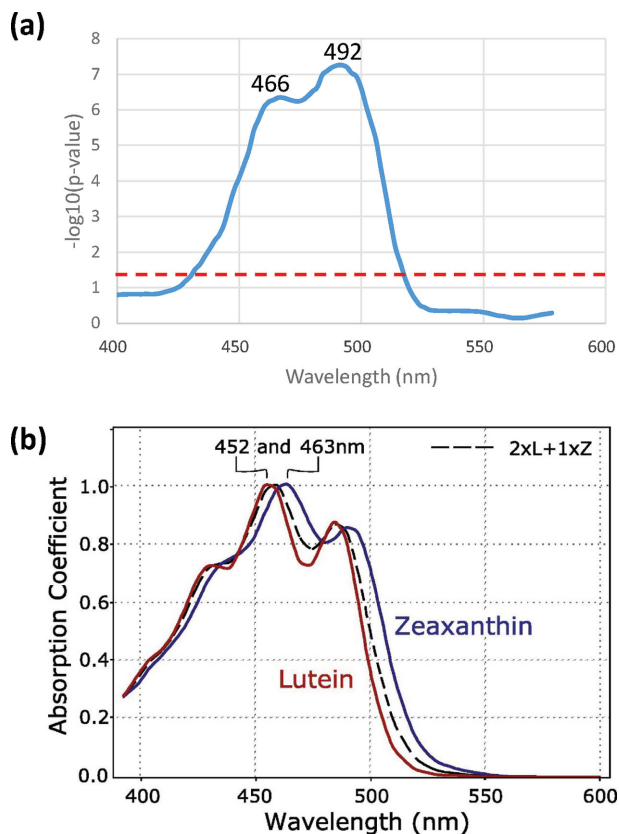 (a)
466
492
8
7
6
5
4
3
2
1
0
-log10(p-value)
400
450
500
550
600
Wavelength (nm)
(b)
452 and 463nm
2xL+1xZ
1.0
0.8
0.6
0.4
0.2
0.0
Absorption Coefficient
Zeaxanthin
Lutein
400
450
500
550
600
Wavelength (nm)